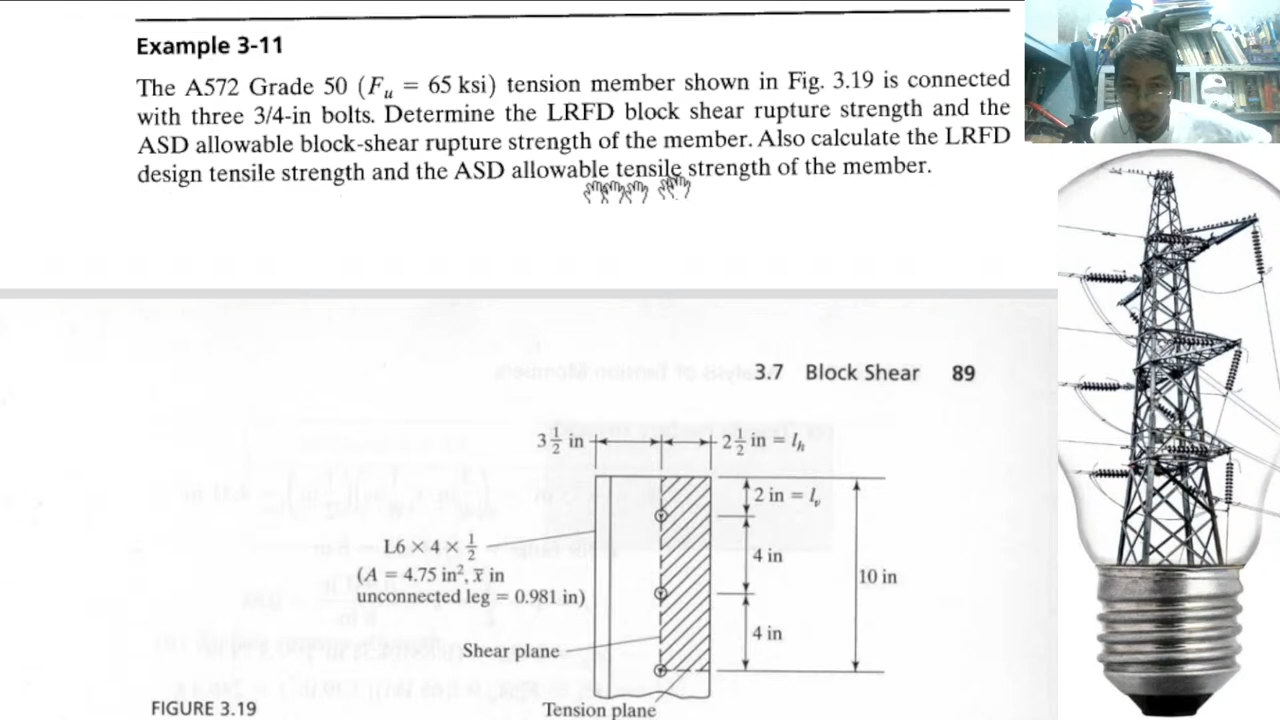 Example 3-11
The A572 Grade 50 (Fᵤ = 65 ksi) tension member shown in Fig. 3.19 is connected
with three 3/4-in bolts. Determine the LRFD block shear rupture strength and the
ASD allowable block-shear rupture strength of the member. Also calculate the LRFD
design tensile strength and the ASD allowable tensile strength of the member.
3.7 Block Shear 89
3 1/2 in
2 1/2 in = lₕ
2 in = lᵥ
L6 × 4 × 1/2
(A = 4.75 in², x̄ in
unconnected leg = 0.981 in)
4 in
10 in
4 in
Shear plane
Tension plane
FIGURE 3.19